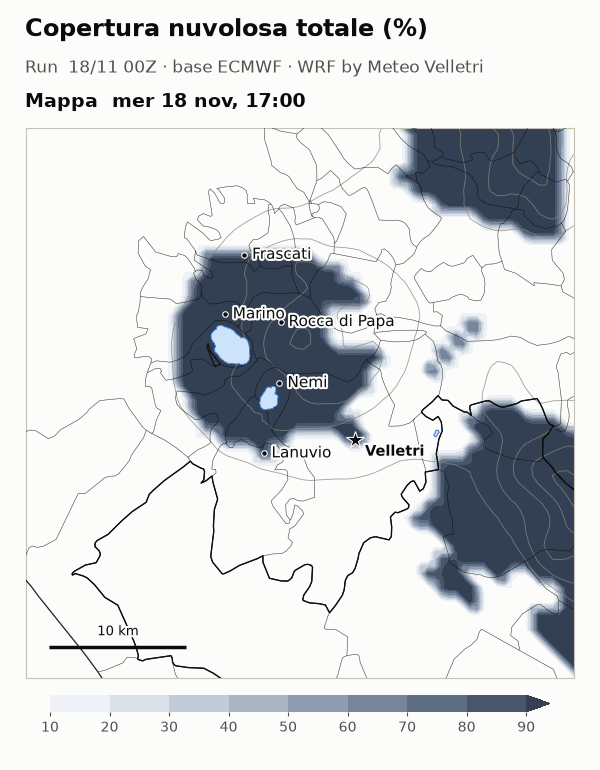 Copertura nuvolosa totale (%)
Run  18/11 00Z · base ECMWF · WRF by Meteo Velletri
Mappa  mer 18 nov, 17:00
Frascati
Marino
Rocca di Papa
Nemi
Velletri
Lanuvio
10 km
10 20 30 40 50 60 70 80 90